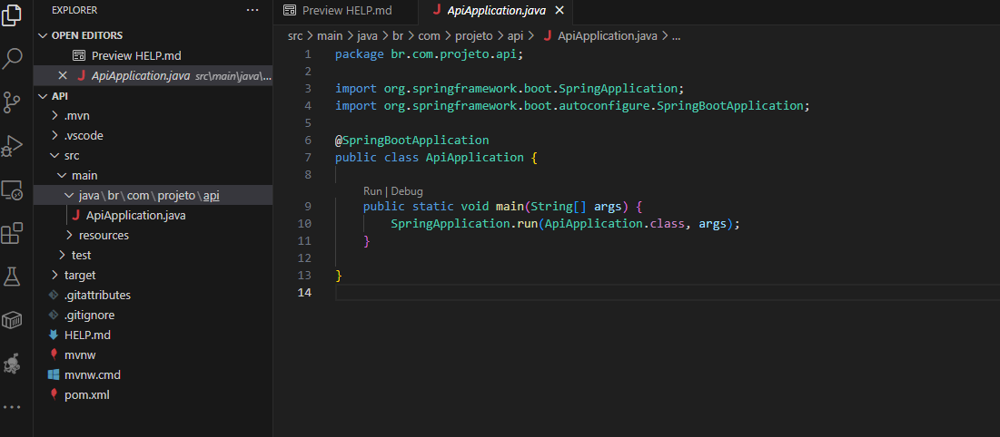 EXPLORER
OPEN EDITORS
Preview HELP.md
ApiApplication.java src\main\java\...
API
.mvn
.vscode
src
main
java\br\com\projeto\api
ApiApplication.java
resources
test
target
.gitattributes
.gitignore
HELP.md
mvnw
mvnw.cmd
pom.xml
Preview HELP.md
ApiApplication.java
src > main > java > br > com > projeto > api > ApiApplication.java > ...
1 package br.com.projeto.api;
2
3 import org.springframework.boot.SpringApplication;
4 import org.springframework.boot.autoconfigure.SpringBootApplication;
5
6 @SpringBootApplication
7 public class ApiApplication {
8
Run | Debug
9 public static void main(String[] args) {
10 SpringApplication.run(ApiApplication.class, args);
11 }
12
13 }
14